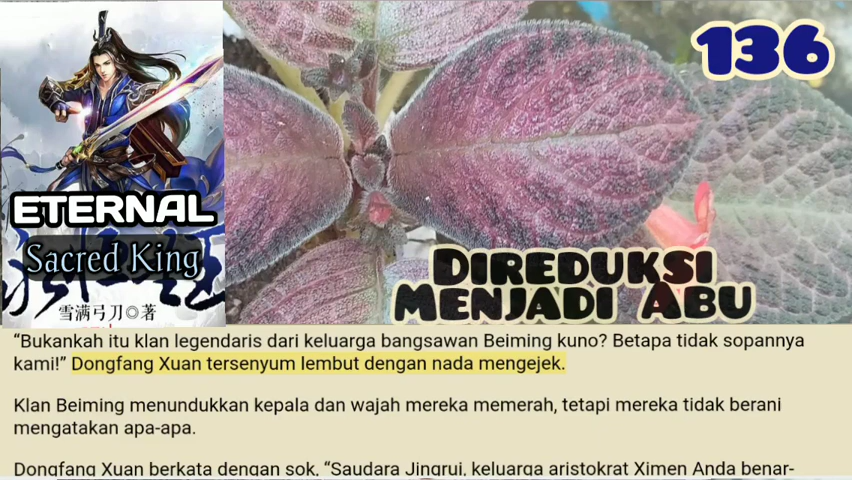 136
ETERNAL
Sacred King
雪满弓刀◎著
DIREDUKSI
MENJADI ABU
“Bukankah itu klan legendaris dari keluarga bangsawan Beiming kuno? Betapa tidak sopannya
kami!” Dongfang Xuan tersenyum lembut dengan nada mengejek.
Klan Beiming menundukkan kepala dan wajah mereka memerah, tetapi mereka tidak berani
mengatakan apa-apa.
Dongfang Xuan berkata dengan sok, “Saudara Jingrui, keluarga aristokrat Ximen Anda benar-